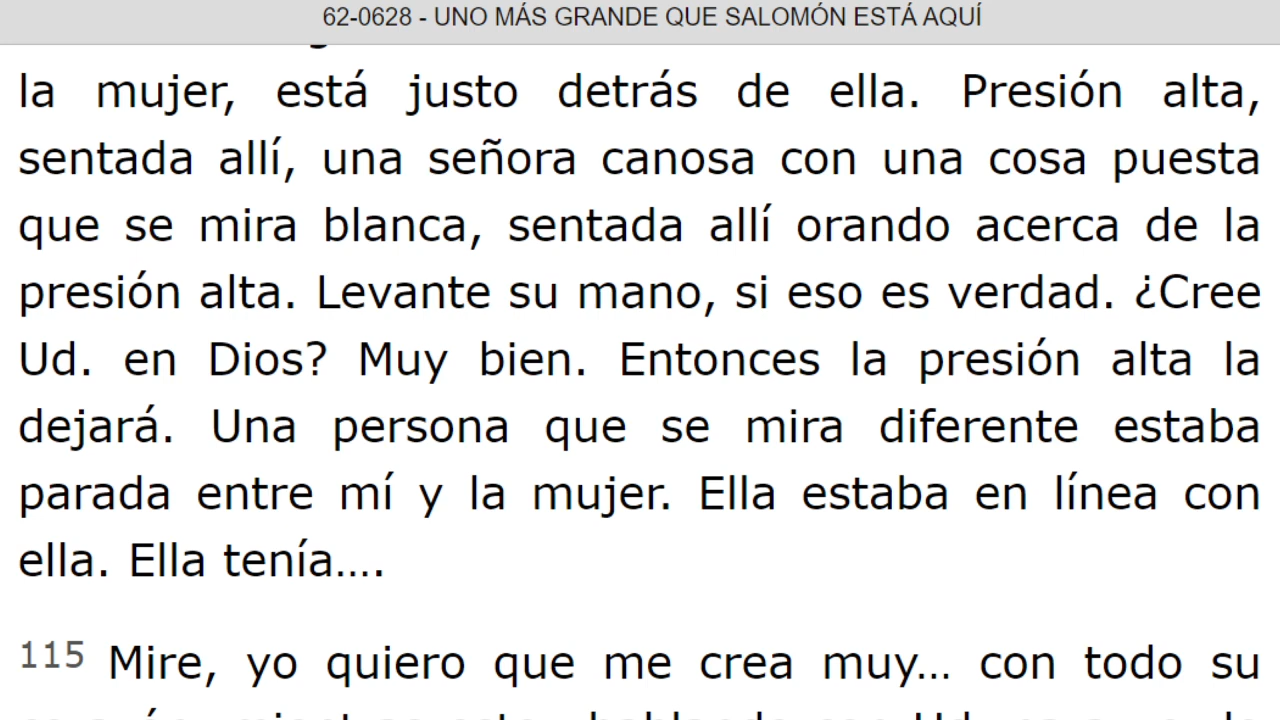 62-0628 - UNO MÁS GRANDE QUE SALOMÓN ESTÁ AQUÍ
la mujer, está justo detrás de ella. Presión alta,
sentada allí, una señora canosa con una cosa puesta
que se mira blanca, sentada allí orando acerca de la
presión alta. Levante su mano, si eso es verdad. ¿Cree
Ud. en Dios? Muy bien. Entonces la presión alta la
dejará. Una persona que se mira diferente estaba
parada entre mí y la mujer. Ella estaba en línea con
ella. Ella tenía....
115 Mire, yo quiero que me crea muy... con todo su